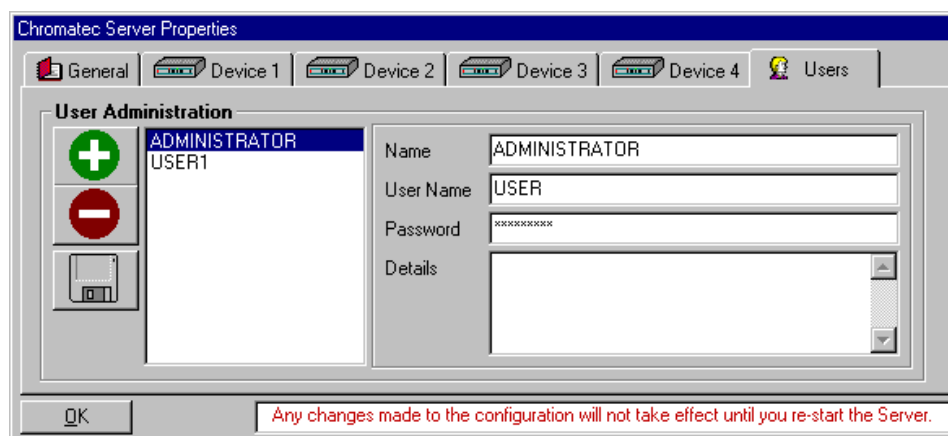 Chromatec Server Properties
General Device 1 Device 2 Device 3 Device 4 Users
User Administration
ADMINISTRATOR
USER1
Name ADMINISTRATOR
User Name USER
Password *********
Details
OK
Any changes made to the configuration will not take effect until you re-start the Server.